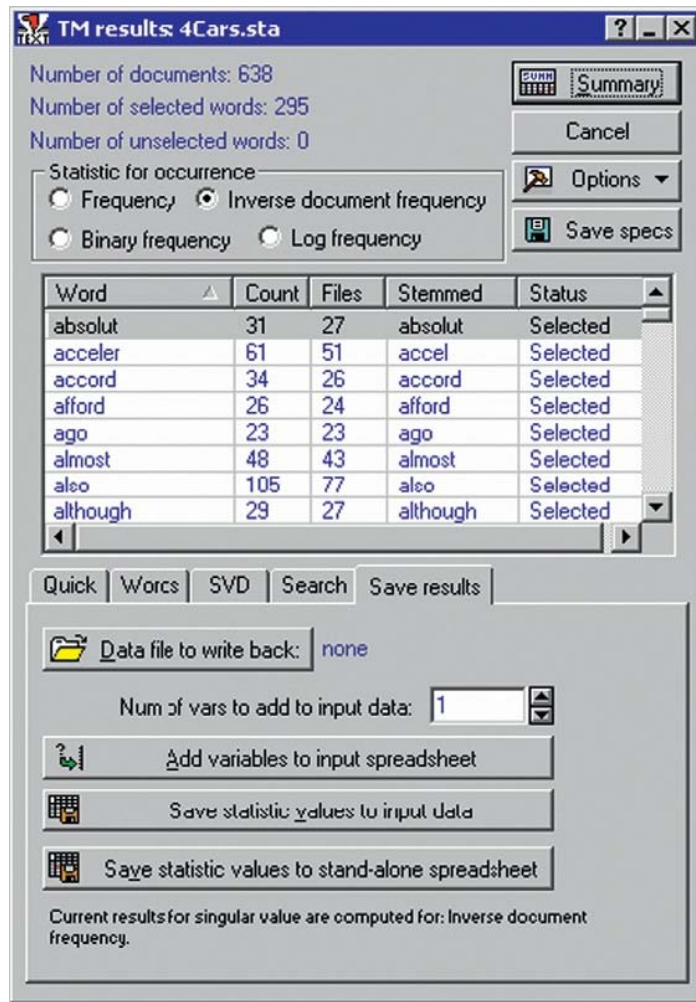 TEXT
TM results: 4Cars.sta
? _ X
Number of documents: 638
Number of selected words: 295
Number of unselected words: 0
SUMM
Summary
Cancel
Options
Save specs
Statistic for occurrence
Frequency Inverse document frequency
Binary frequency Log frequency
Word Count Files Stemmed Status
absolut 31 27 absolut Selected
acceler 61 51 accel Selected
accord 34 26 accord Selected
afford 26 24 afford Selected
ago 23 23 ago Selected
almost 48 43 almost Selected
also 105 77 also Selected
although 29 27 although Selected
Quick Worcs SVD Search Save results
Data file to write back: none
Num of vars to add to input data: 1
?
Add variables to input spreadsheet
Save statistic values to input data
Save statistic values to stand-alone spreadsheet
Current results for singular value are computed for: Inverse document
frequency.